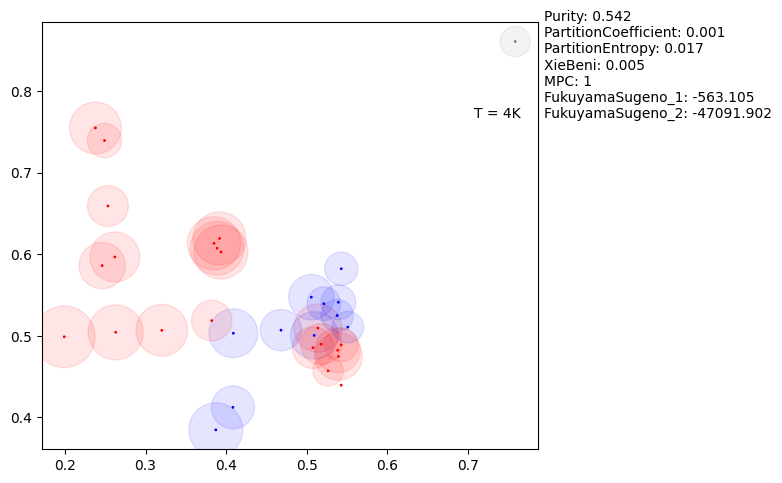 Purity: 0.542
PartitionCoefficient: 0.001
PartitionEntropy: 0.017
XieBeni: 0.005
MPC: 1
FukuyamaSugeno_1: -563.105
FukuyamaSugeno_2: -47091.902
T = 4K
0.8
0.7
0.6
0.5
0.4
0.2 0.3 0.4 0.5 0.6 0.7